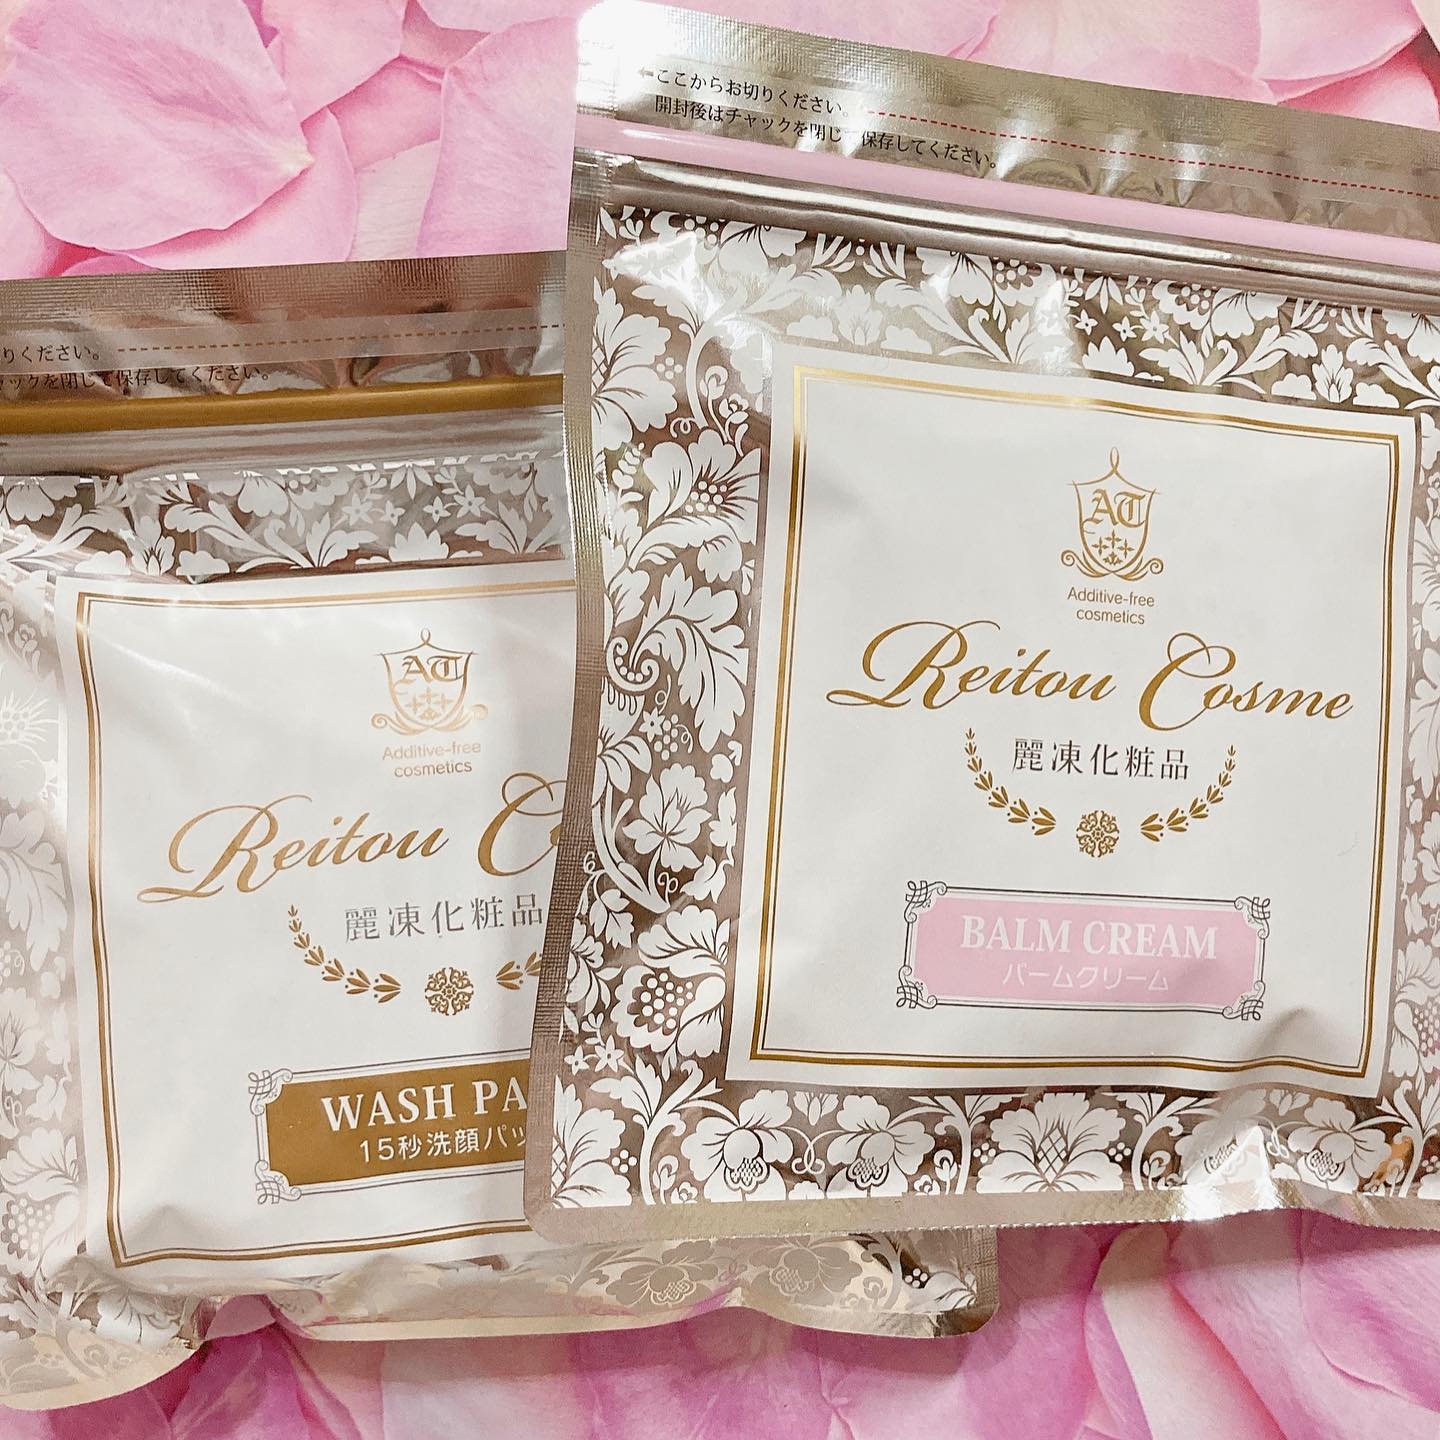 ここからお切りください。
開封後はチャックを閉じ 保存してください。
AT
Additive-free
cosmetics
Reitou Cosme
麗凍化粧品
BALM CREAM
バームクリーム
りください。
チャックを閉じて保存してください。
AT
Additive-free
cosmetics
Reitou
麗凍化粧品
WASH PA
15秒洗顔パッ